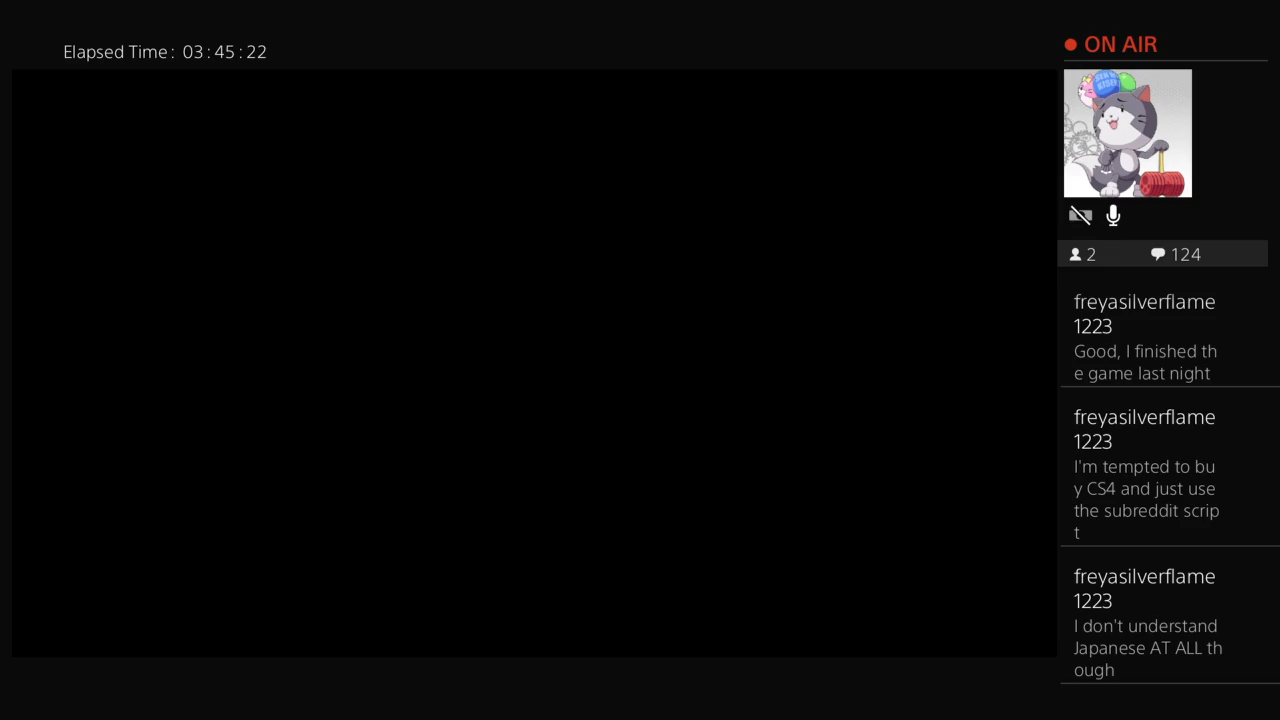 Elapsed Time: 03:45:22
ON AIR
2 124
freyasilverflame
1223
Good, I finished th
e game last night
freyasilverflame
1223
I'm tempted to bu
y CS4 and just use
the subreddit scrip
t
freyasilverflame
1223
I don't understand
Japanese AT ALL th
ough